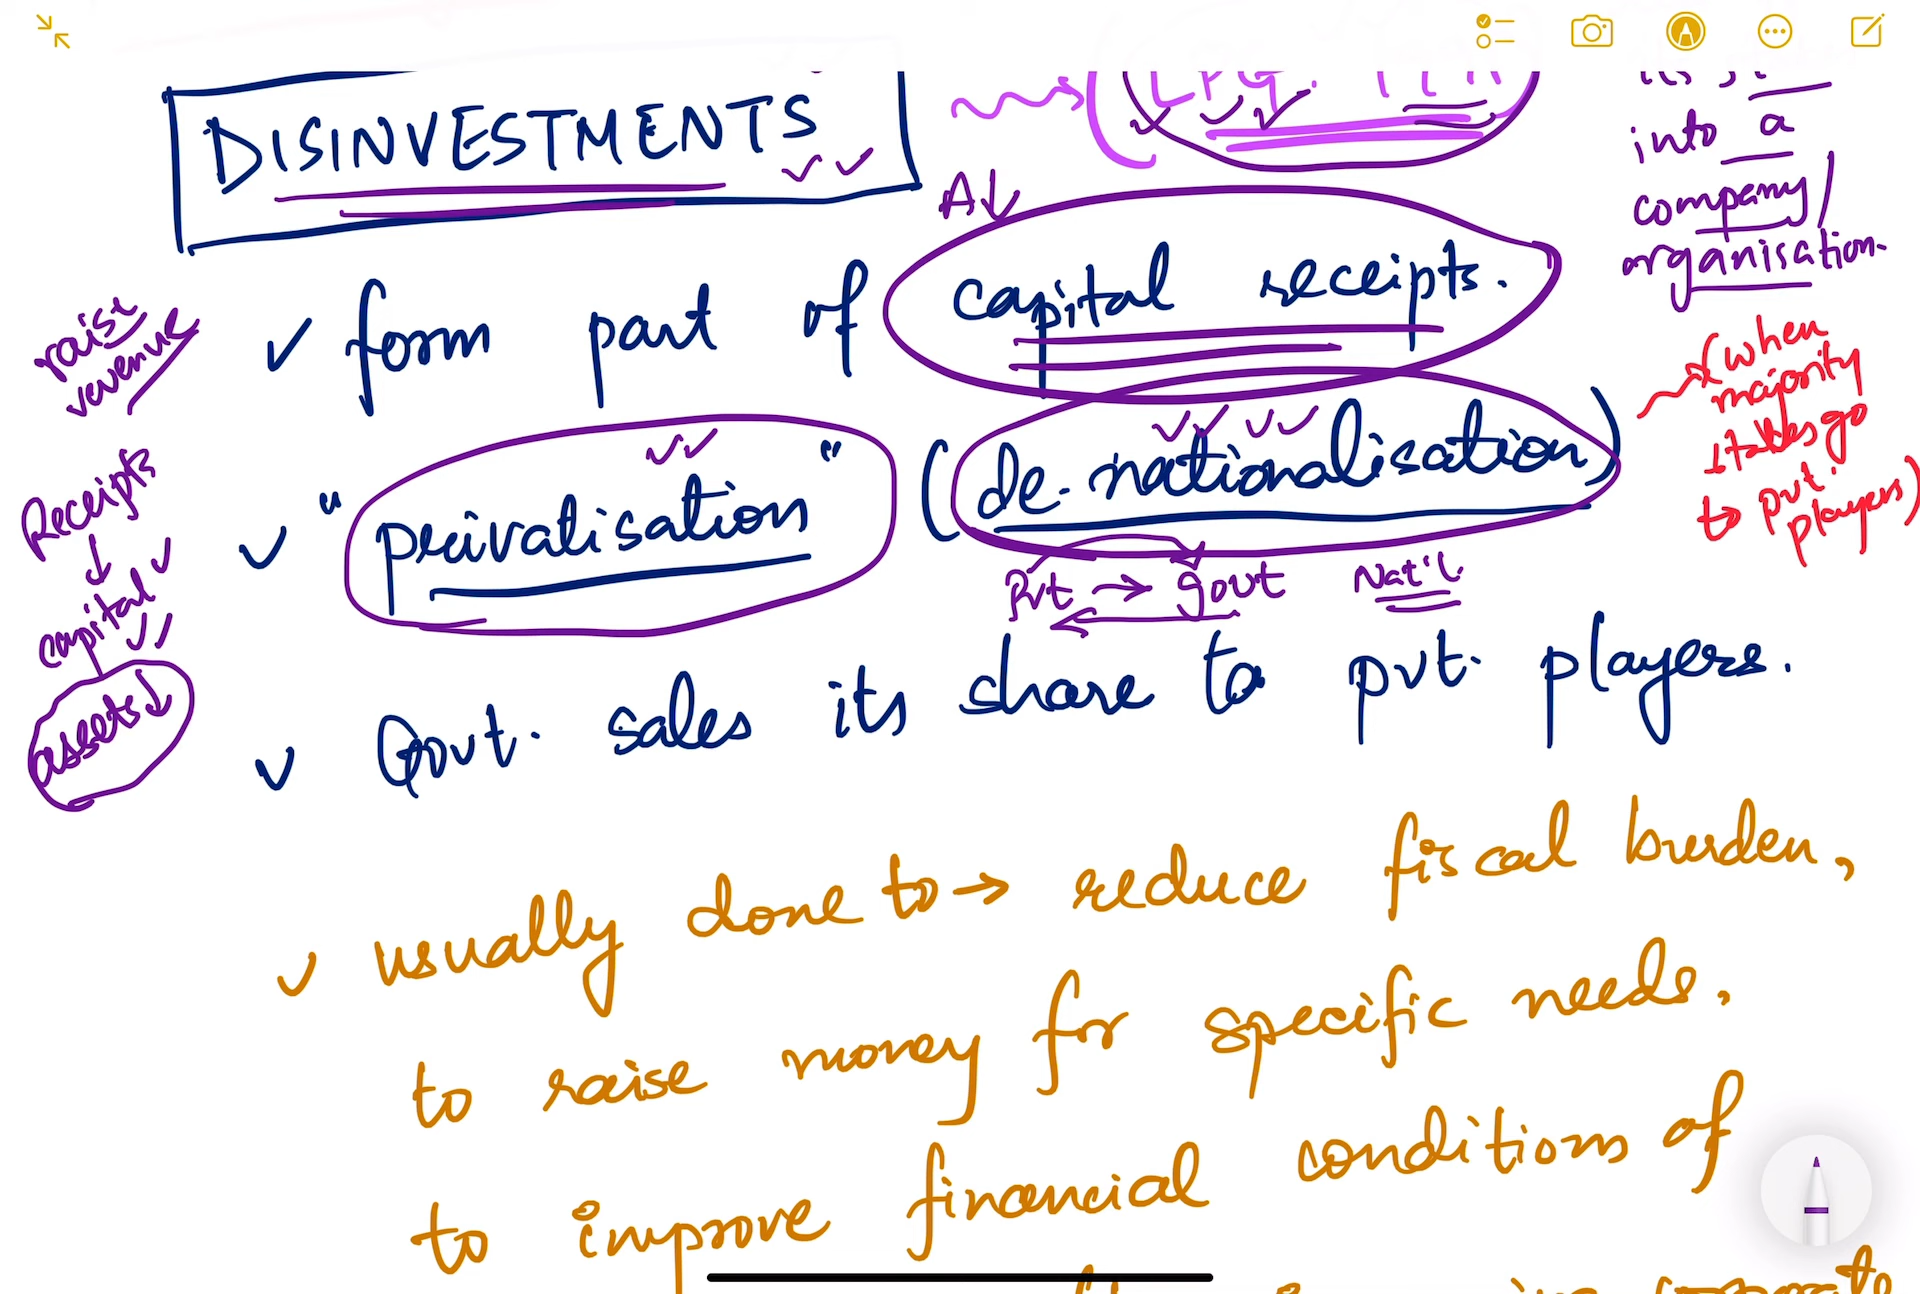 DISINVESTMENTS
into a
company/
organisation.
A↓
raise
revenue
✓ form part of capital receipts.
(when
majority
stakes go
to pvt
players)
✓ "privatisation" (de-nationalisation)
Receipts
↓
capital
assets↓
Pvt → govt Nat'l.
✓ Govt. sales its share to pvt. players.
✓ usually done to → reduce fiscal burden,
to raise money for specific needs,
to improve financial conditions of